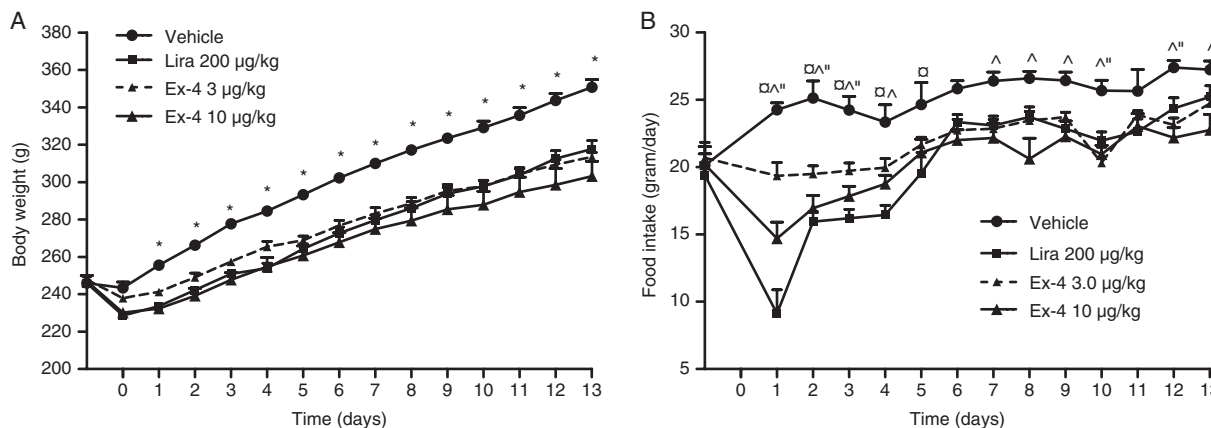 A
Body weight (g)
380
360
340
320
300
280
260
240
220
200
Vehicle
Lira 200 µg/kg
Ex-4 3 µg/kg
Ex-4 10 µg/kg
* * * * * * * * * * * * *
0 1 2 3 4 5 6 7 8 9 10 11 12 13
Time (days)
B
Food intake (gram/day)
30
25
20
15
10
5
¤^" ¤^" ¤^" ¤^ ¤ ^ ^ ^ ^" ^" ^
Vehicle
Lira 200 µg/kg
Ex-4 3.0 µg/kg
Ex-4 10 µg/kg
0 1 2 3 4 5 6 7 8 9 10 11 12 13
Time (days)